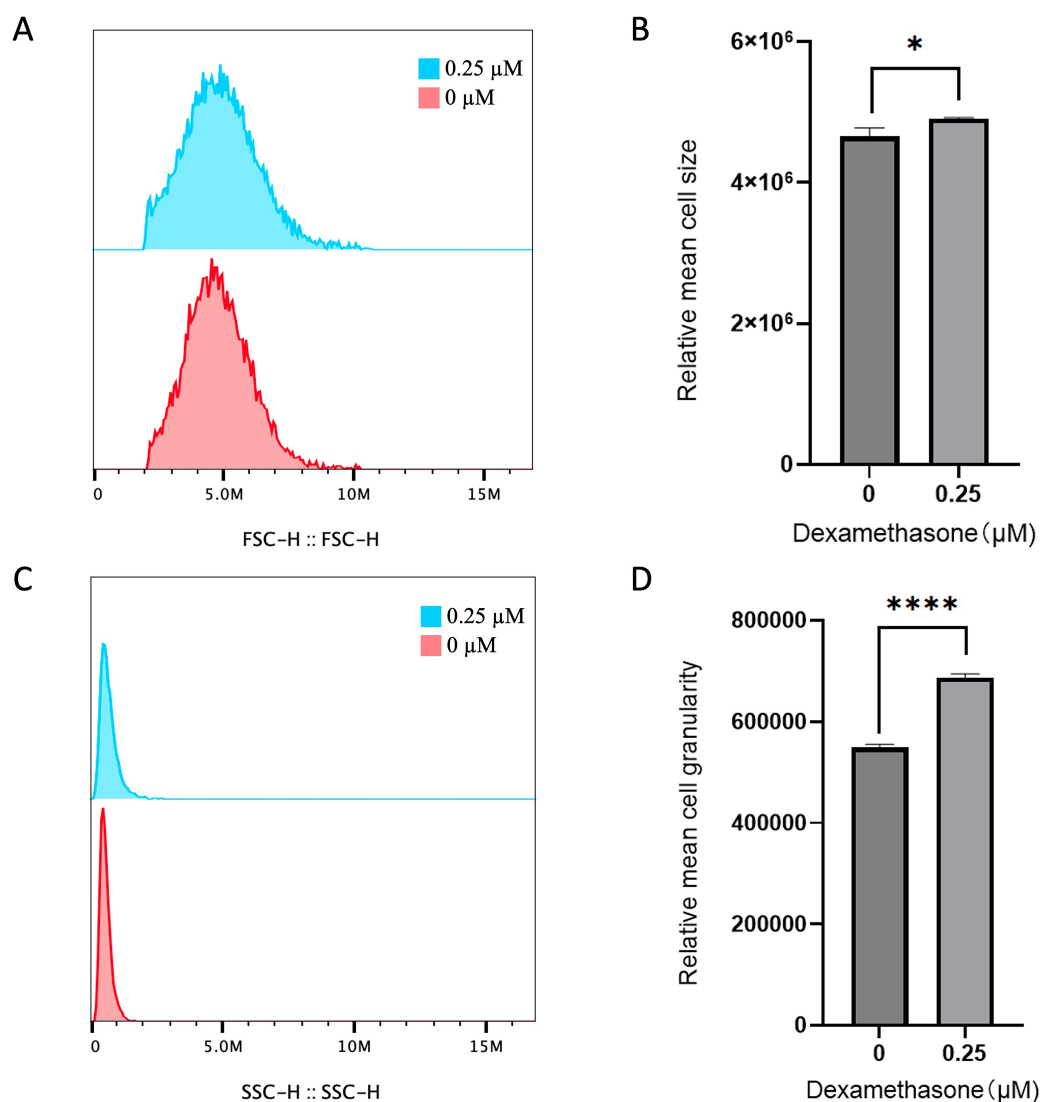 A
0.25 µM
0 µM
0
5.0M
10M
15M
FSC-H :: FSC-H
B
*
6×10⁶
4×10⁶
2×10⁶
0
Relative mean cell size
0
0.25
Dexamethasone (µM)
C
0.25 µM
0 µM
0
5.0M
10M
15M
SSC-H :: SSC-H
D
****
800000
600000
400000
200000
0
Relative mean cell granularity
0
0.25
Dexamethasone (µM)